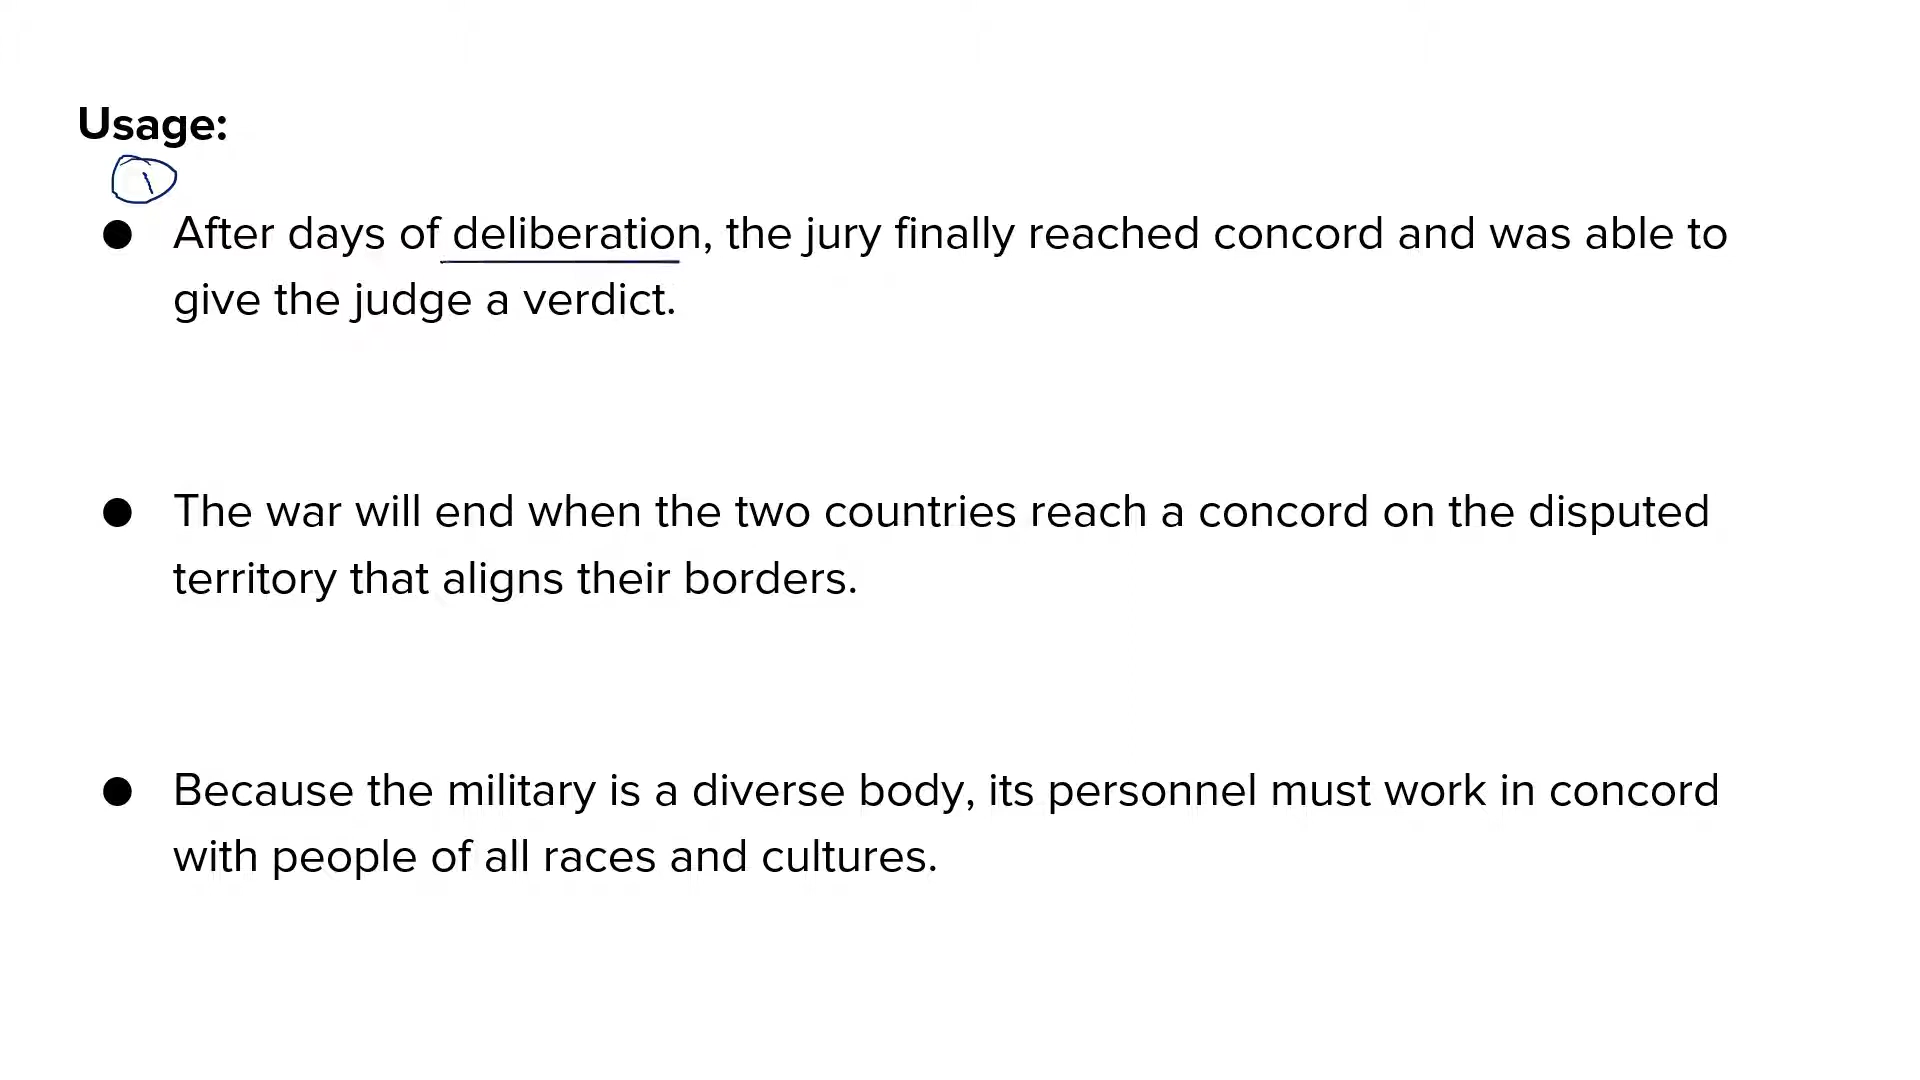 Usage:
1
● After days of deliberation, the jury finally reached concord and was able to
give the judge a verdict.
● The war will end when the two countries reach a concord on the disputed
territory that aligns their borders.
● Because the military is a diverse body, its personnel must work in concord
with people of all races and cultures.